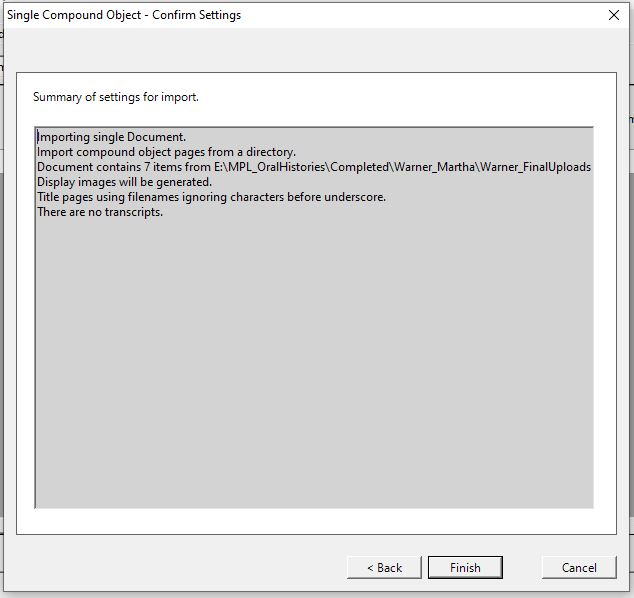 Single Compound Object - Confirm Settings
Summary of settings for import.
Importing single Document.
Import compound object pages from a directory.
Document contains 7 items from E:\MPL_OralHistories\Completed\Warner_Martha\Warner_FinalUploads
Display images will be generated.
Title pages using filenames ignoring characters before underscore.
There are no transcripts.
< Back
Finish
Cancel